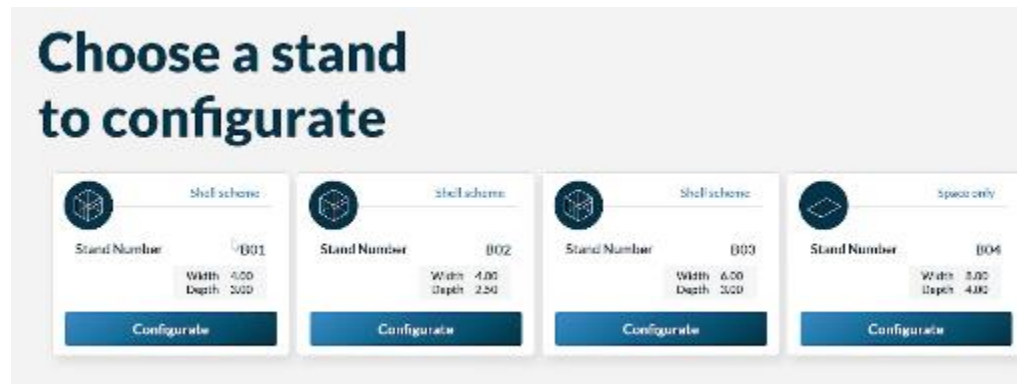 Choose a stand
to configurate
Shell scheme
Stand Number B01
Width 4.00
Depth 3.00
Configurate
Shell scheme
Stand Number B02
Width 4.00
Depth 2.50
Configurate
Shell scheme
Stand Number B03
Width 6.00
Depth 3.00
Configurate
Space only
Stand Number B04
Width 8.00
Depth 4.00
Configurate